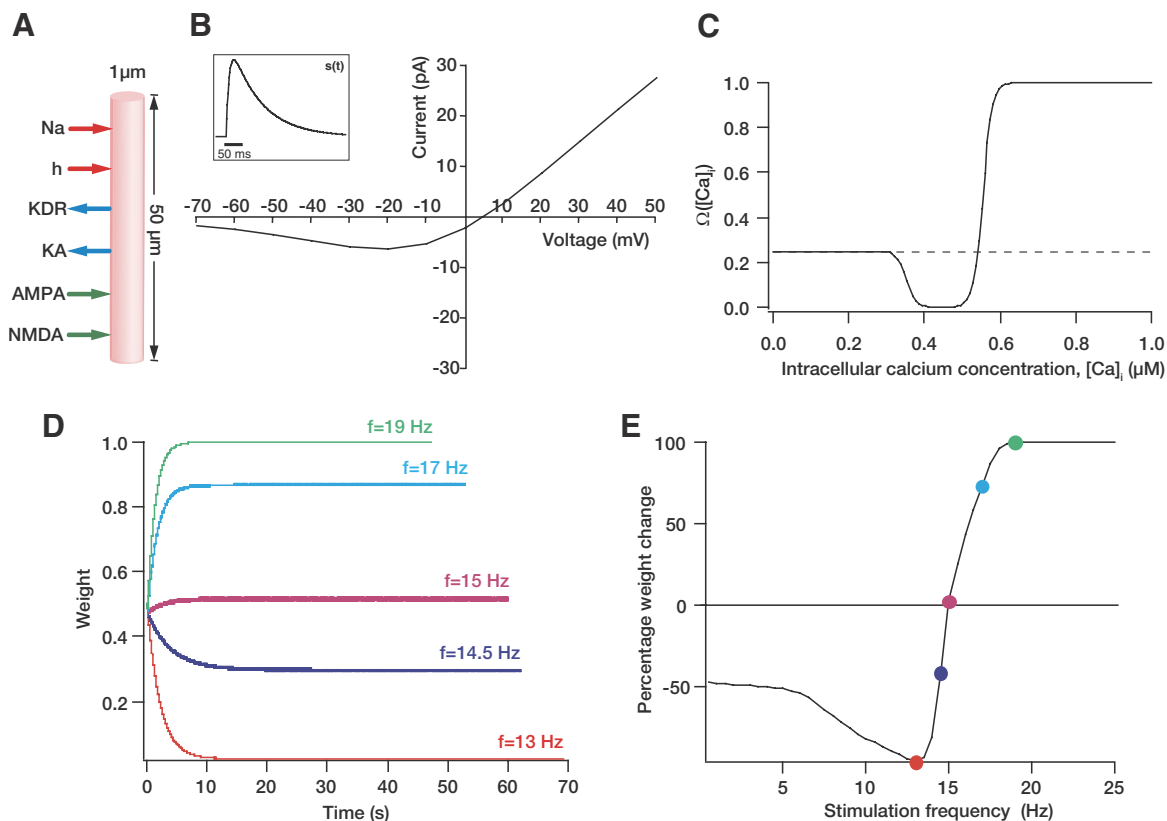 A
1μm
Na
h
KDR
KA
AMPA
NMDA
50 μm
B
s(t)
50 ms
Current (pA)
30
20
10
-10
-20
-30
-70 -60 -50 -40 -30 -20 -10 0 10 20 30 40 50
Voltage (mV)
C
Ω([Ca]i)
1.0
0.8
0.6
0.4
0.2
0.0
0.0 0.2 0.4 0.6 0.8 1.0
Intracellular calcium concentration, [Ca]i (μM)
D
Weight
1.0
0.8
0.6
0.4
0.2
f=19 Hz
f=17 Hz
f=15 Hz
f=14.5 Hz
f=13 Hz
0 10 20 30 40 50 60 70
Time (s)
E
Percentage weight change
100
50
0
-50
5 10 15 20 25
Stimulation frequency (Hz)